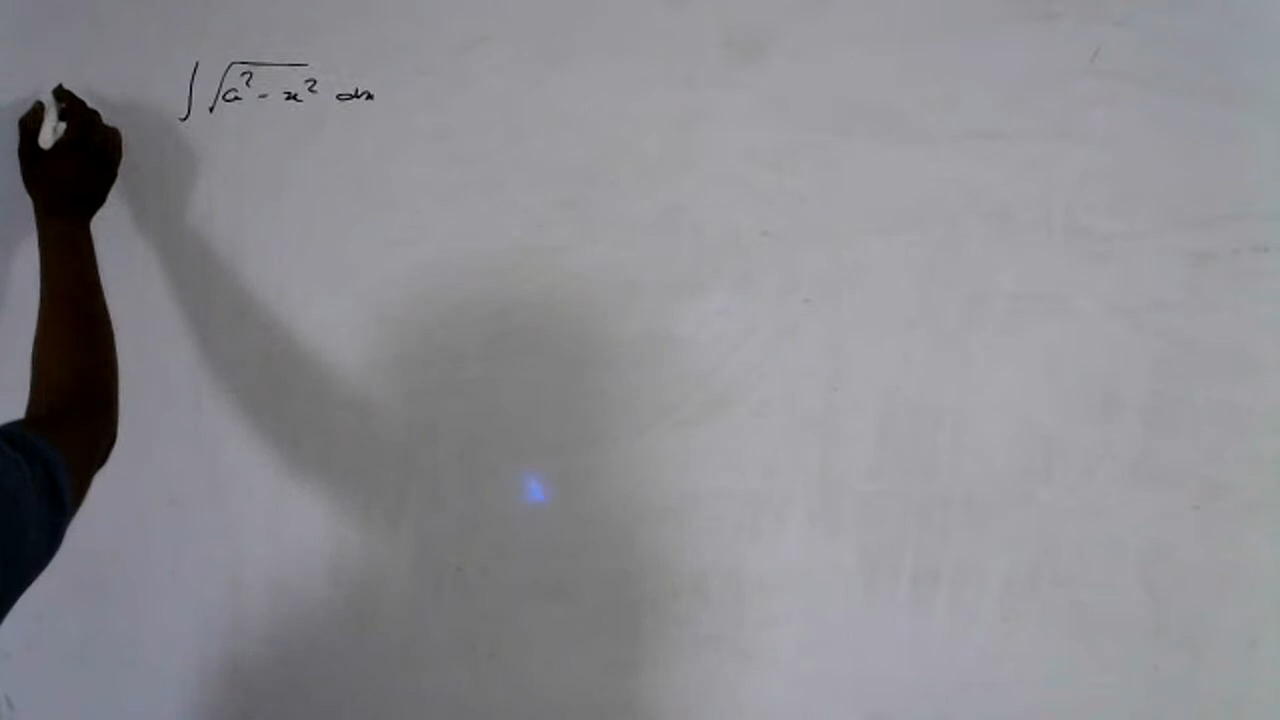 ∫ √(a² - x²) dx